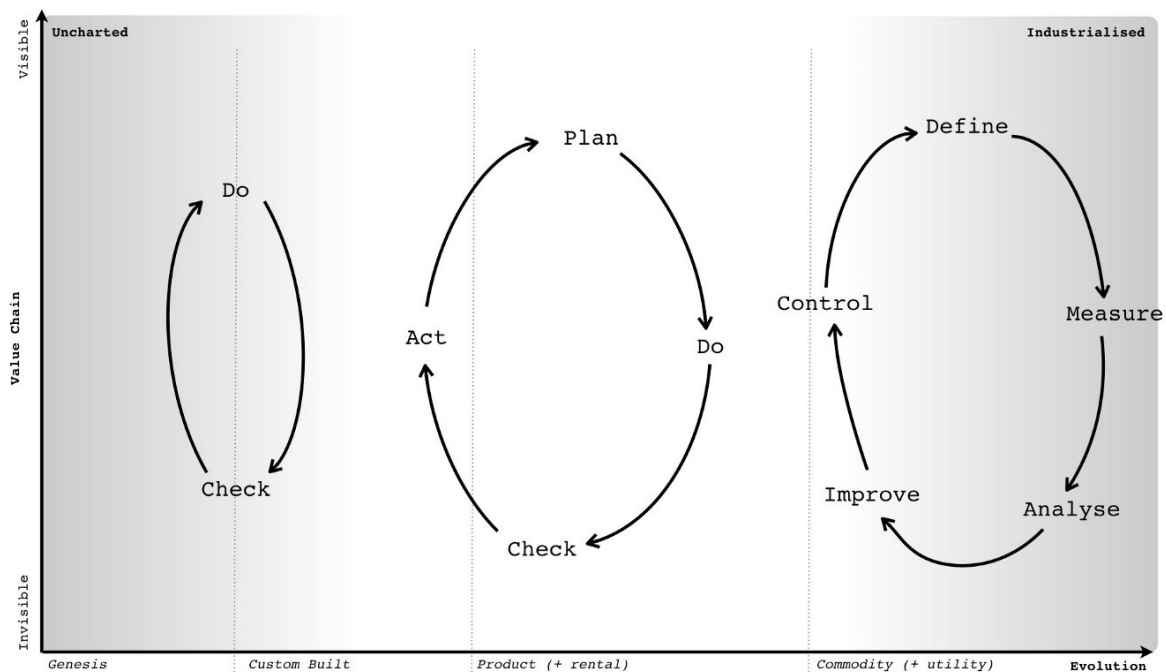 Visible
Uncharted
Industrialised
Define
Plan
Do
Control
Measure
Act
Do
Value Chain
Check
Improve
Analyse
Check
Invisible
Genesis
Custom Built
Product (+ rental)
Commodity (+ utility)
Evolution